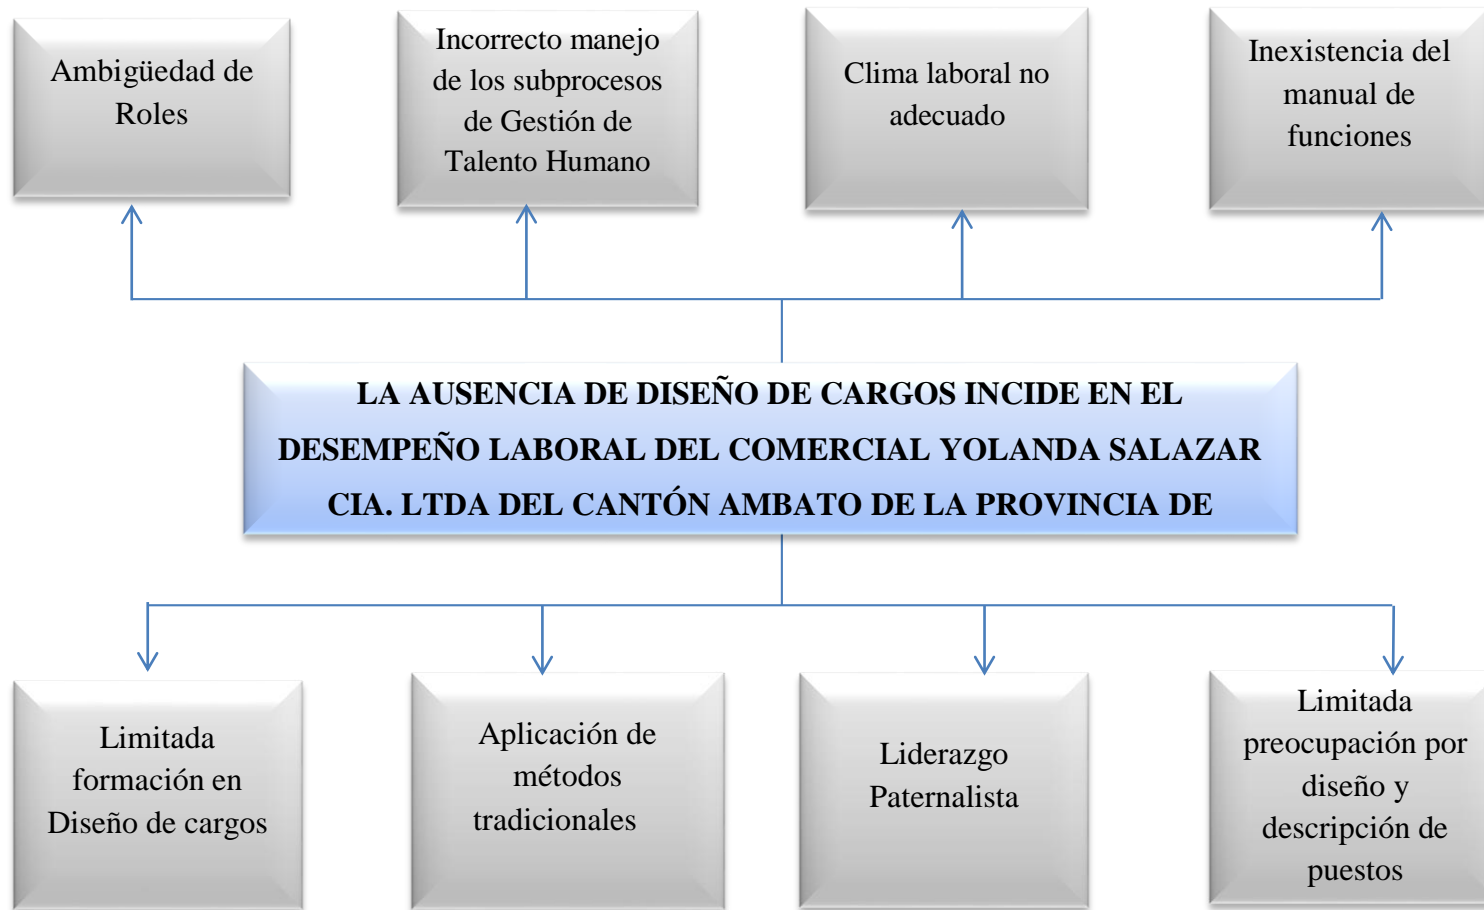 Ambigüedad de
Roles
Incorrecto manejo
de los subprocesos
de Gestión de
Talento Humano
Clima laboral no
adecuado
Inexistencia del
manual de
funciones
LA AUSENCIA DE DISEÑO DE CARGOS INCIDE EN EL
DESEMPEÑO LABORAL DEL COMERCIAL YOLANDA SALAZAR
CIA. LTDA DEL CANTÓN AMBATO DE LA PROVINCIA DE
Limitada
formación en
Diseño de cargos
Aplicación de
métodos
tradicionales
Liderazgo
Paternalista
Limitada
preocupación por
diseño y
descripción de
puestos